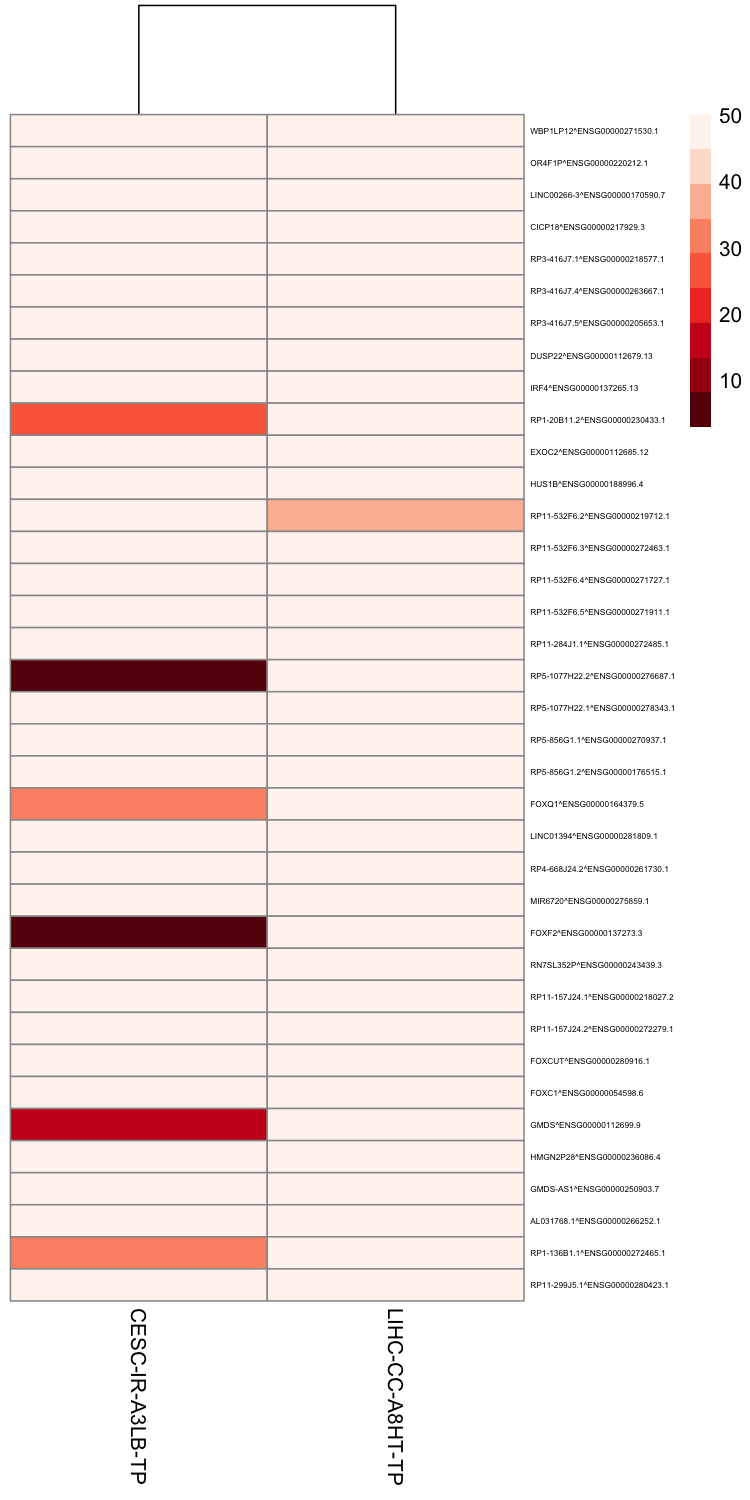 WBP1LP12^ENSG00000271530.1
OR4F1P^ENSG00000220212.1
LINC00266-3^ENSG00000170590.7
CICP18^ENSG00000217929.3
RP3-416J7.1^ENSG00000218577.1
RP3-416J7.4^ENSG00000263667.1
RP3-416J7.5^ENSG00000205653.1
DUSP22^ENSG00000112679.13
IRF4^ENSG00000137265.13
RP1-20B11.2^ENSG00000230433.1
EXOC2^ENSG00000112685.12
HUS1B^ENSG00000188996.4
RP11-532F6.2^ENSG00000219712.1
RP11-532F6.3^ENSG00000272463.1
RP11-532F6.4^ENSG00000271727.1
RP11-532F6.5^ENSG00000271911.1
RP11-284J1.1^ENSG00000272485.1
RP5-1077H22.2^ENSG00000276687.1
RP5-1077H22.1^ENSG00000278343.1
RP5-856G1.1^ENSG00000270937.1
RP5-856G1.2^ENSG00000176515.1
FOXQ1^ENSG00000164379.5
LINC01394^ENSG00000281809.1
RP4-668J24.2^ENSG00000261730.1
MIR6720^ENSG00000275859.1
FOXF2^ENSG00000137273.3
RN7SL352P^ENSG00000243439.3
RP11-157J24.1^ENSG00000218027.2
RP11-157J24.2^ENSG00000272279.1
FOXCUT^ENSG00000280916.1
FOXC1^ENSG00000054598.6
GMDS^ENSG00000112699.9
HMGN2P28^ENSG00000236086.4
GMDS-AS1^ENSG00000250903.7
AL031768.1^ENSG00000266252.1
RP1-136B1.1^ENSG00000272465.1
RP11-299J5.1^ENSG00000280423.1
50
40
30
20
10
CESC-IR-A3LB-TP
LIHC-CC-A8HT-TP